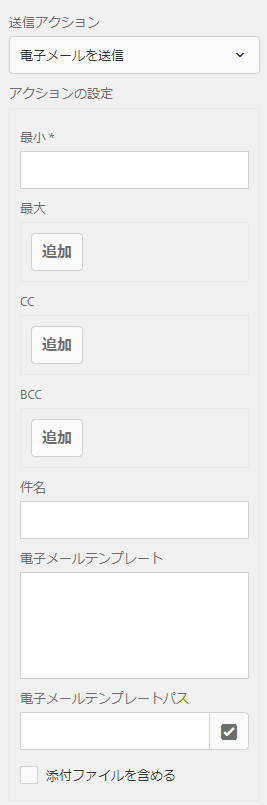 送信アクション
電子メールを送信
アクションの設定
最小 *
最大
追加
CC
追加
BCC
追加
件名
電子メールテンプレート
電子メールテンプレートパス
添付ファイルを含める